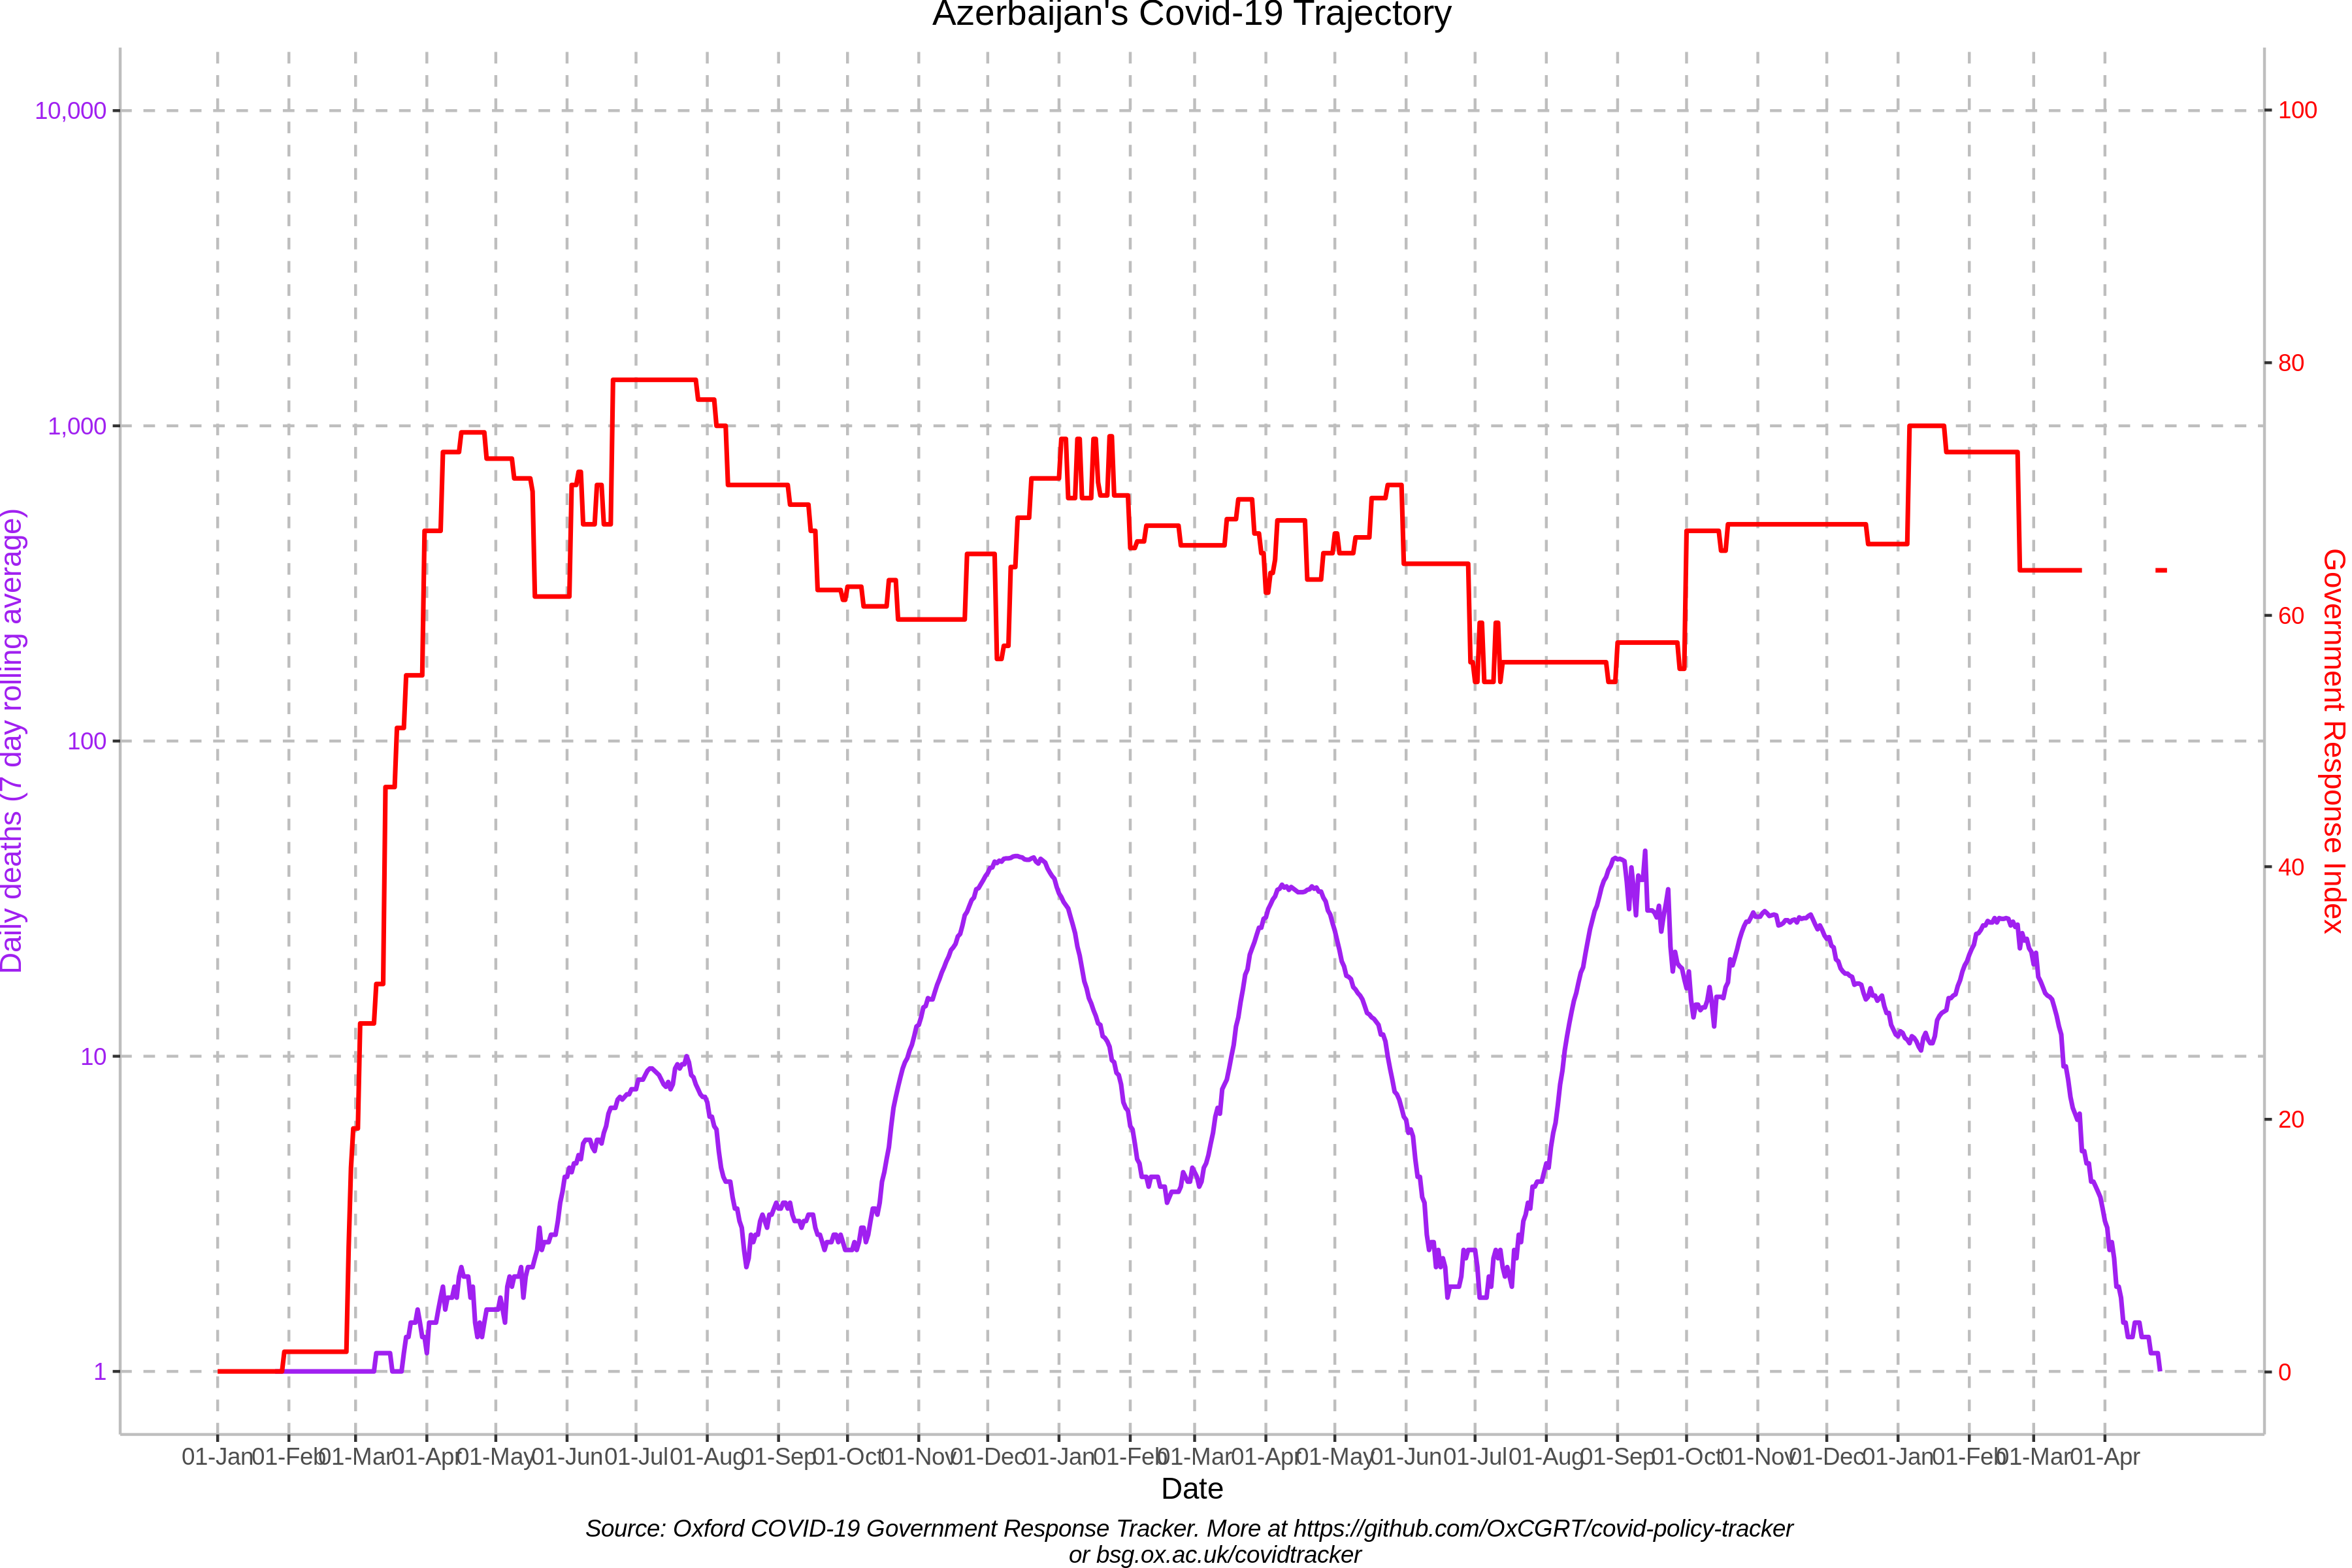 Azerbaijan's Covid-19 Trajectory
10,000
1,000
100
10
1
Daily deaths (7 day rolling average)
100
80
60
40
20
0
Government Response Index
01-Jan 01-Feb 01-Mar 01-Apr 01-May 01-Jun 01-Jul 01-Aug 01-Sep 01-Oct 01-Nov 01-Dec 01-Jan 01-Feb 01-Mar 01-Apr 01-May 01-Jun 01-Jul 01-Aug 01-Sep 01-Oct 01-Nov 01-Dec 01-Jan 01-Feb 01-Mar 01-Apr
Date
Source: Oxford COVID-19 Government Response Tracker. More at https://github.com/OxCGRT/covid-policy-tracker
or bsg.ox.ac.uk/covidtracker